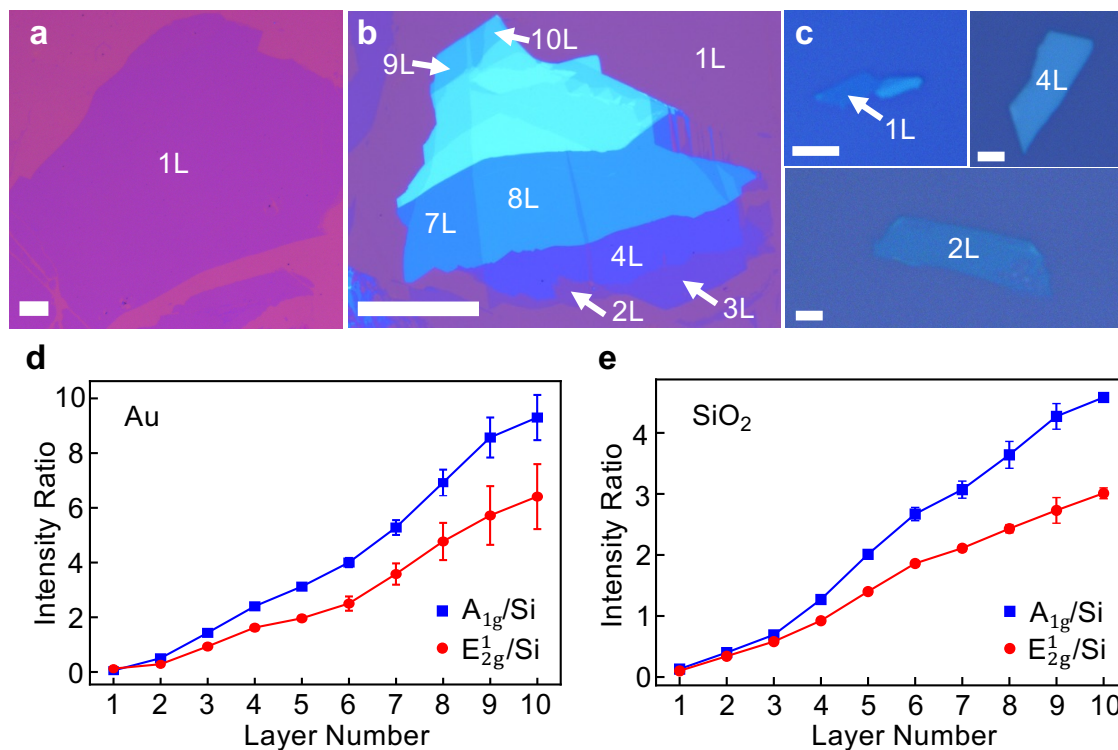 a
1L
b
10L
9L
1L
8L
7L
4L
2L
3L
c
1L
4L
2L
d
10
8
6
4
2
0
Intensity Ratio
Au
A1g/Si
E¹2g/Si
1 2 3 4 5 6 7 8 9 10
Layer Number
e
4
3
2
1
0
Intensity Ratio
SiO2
A1g/Si
E¹2g/Si
1 2 3 4 5 6 7 8 9 10
Layer Number